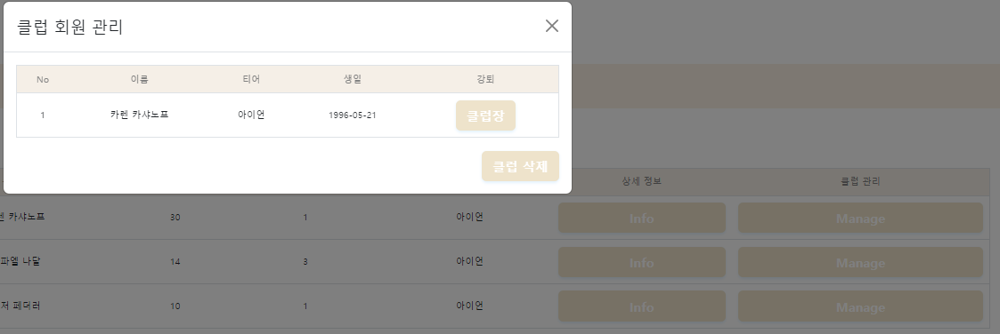 클럽 회원 관리
No 이름 티어 생일 강퇴
1 카렌 카샤노프 아이언 1996-05-21 클럽장
클럽 삭제
상세 정보 클럽 관리
카샤노프 30 1 아이언 Info Manage
파엘 나달 14 3 아이언 Info Manage
저 페더러 10 1 아이언 Info Manage